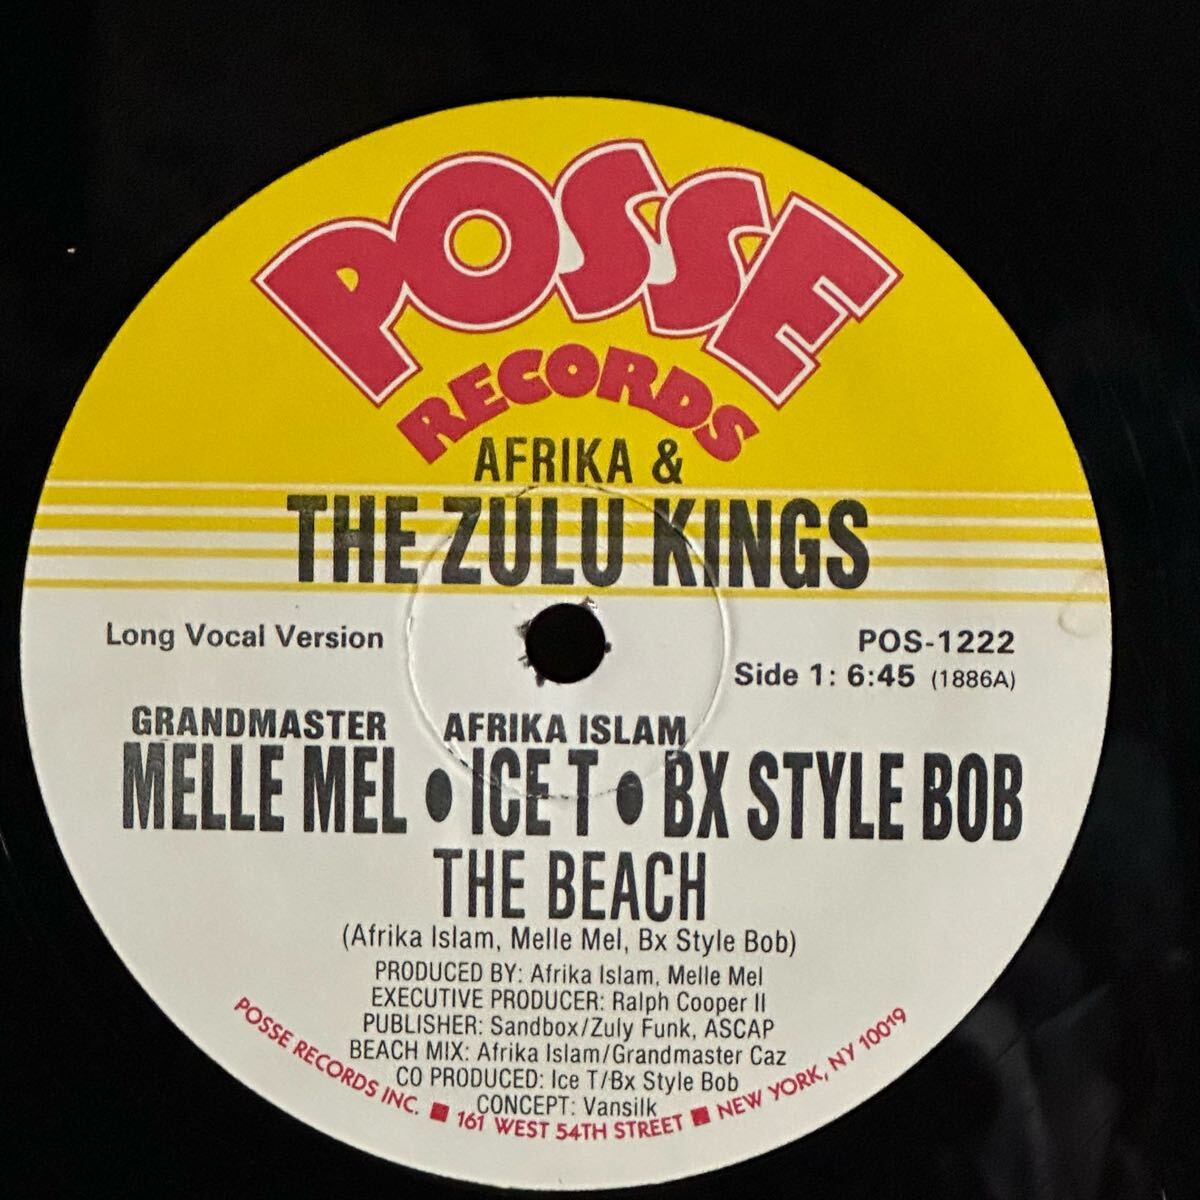 POSSE
RECORDS
AFRIKA &
THE ZULU KINGS
Long Vocal Version
POS-1222
Side 1: 6:45 (1886A)
GRANDMASTER AFRIKA ISLAM
MELLE MEL • ICE T • BX STYLE BOB
THE BEACH
(Afrika Islam, Melle Mel, Bx Style Bob)
PRODUCED BY: Afrika Islam, Melle Mel
EXECUTIVE PRODUCER: Ralph Cooper II
PUBLISHER: Sandbox/Zuly Funk, ASCAP
BEACH MIX: Afrika Islam/Grandmaster Caz
CO PRODUCED: Ice T/Bx Style Bob
CONCEPT: Vansilk
POSSE RECORDS INC. ■ 161 WEST 54TH STREET ■ NEW YORK, NY 10019